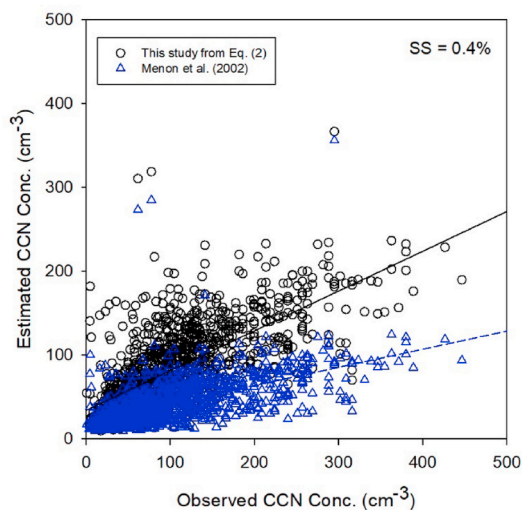 500
This study from Eq. (2)
Menon et al. (2002)
SS = 0.4%
400
300
200
100
0
Estimated CCN Conc. (cm-3)
0 100 200 300 400 500
Observed CCN Conc. (cm-3)